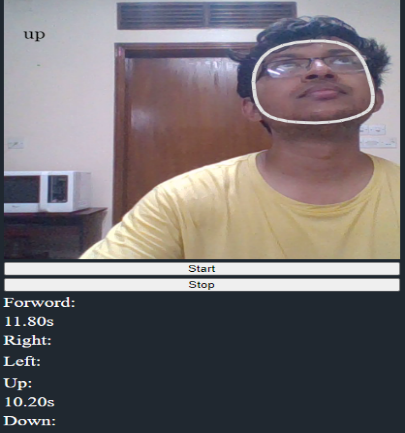 up
Start
Stop
Forword:
11.80s
Right:
Left:
Up:
10.20s
Down: